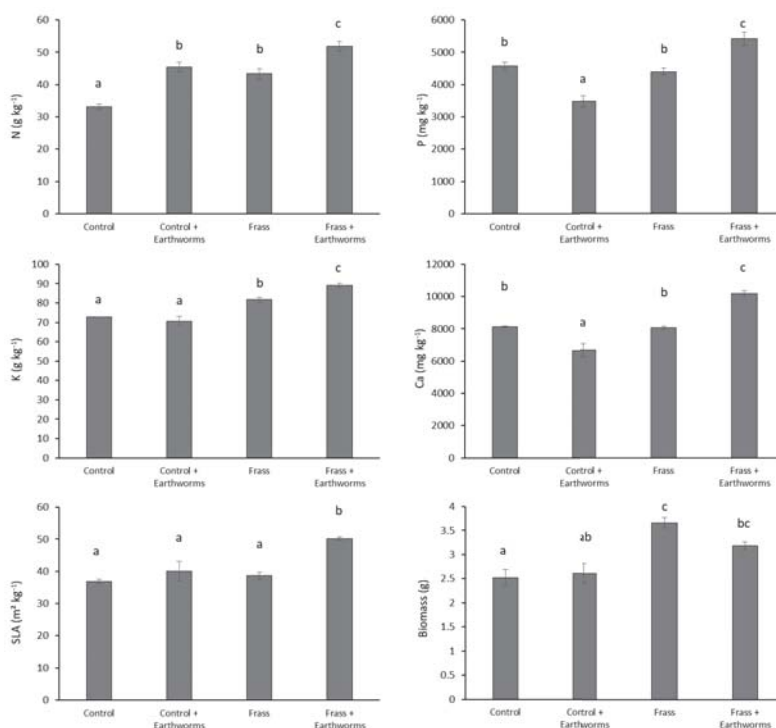 60
50
40
30
20
10
0
N (g kg⁻¹)
a
b
b
c
Control
Control +
Earthworms
Frass
Frass +
Earthworms
6000
5000
4000
3000
2000
1000
0
P (mg kg⁻¹)
b
a
b
c
Control
Control +
Earthworms
Frass
Frass +
Earthworms
100
90
80
70
60
50
40
30
20
10
0
K (g kg⁻¹)
a
a
b
c
Control
Control +
Earthworms
Frass
Frass +
Earthworms
12000
10000
8000
6000
4000
2000
0
Ca (mg kg⁻¹)
b
a
b
c
Control
Control +
Earthworms
Frass
Frass +
Earthworms
60
50
40
30
20
10
0
SLA (m² kg⁻¹)
a
a
a
b
Control
Control +
Earthworms
Frass
Frass +
Earthworms
4
3.5
3
2.5
2
1.5
1
0.5
0
Biomass (g)
a
ab
c
bc
Control
Cortrol +
Earthworms
Frass
Frass +
Earthworms